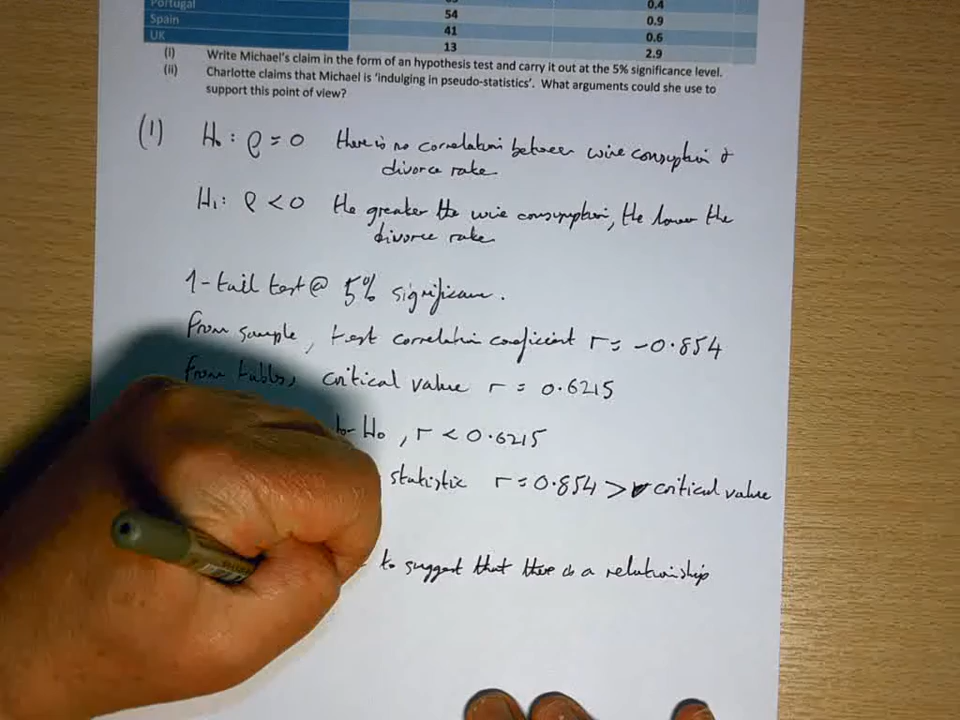 Portugal 0.4
Spain 54 0.9
UK 41 0.6
13 2.9
(i) Write Michael's claim in the form of an hypothesis test and carry it out at the 5% significance level.
(ii) Charlotte claims that Michael is 'indulging in pseudo-statistics'. What arguments could she use to
support this point of view?
(1) H₀ : ρ = 0 there is no correlation between wine consumption &
divorce rate
H₁ : ρ < 0 the greater the wine consumption, the lower the
divorce rate
1-tail test @ 5% significance.
From sample, test correlation coeficient r = -0.854
From tables, critical value r = 0.6215
for H₀, r < 0.6215
statistic r = 0.854 > critical value
to suggest that there is a relationship